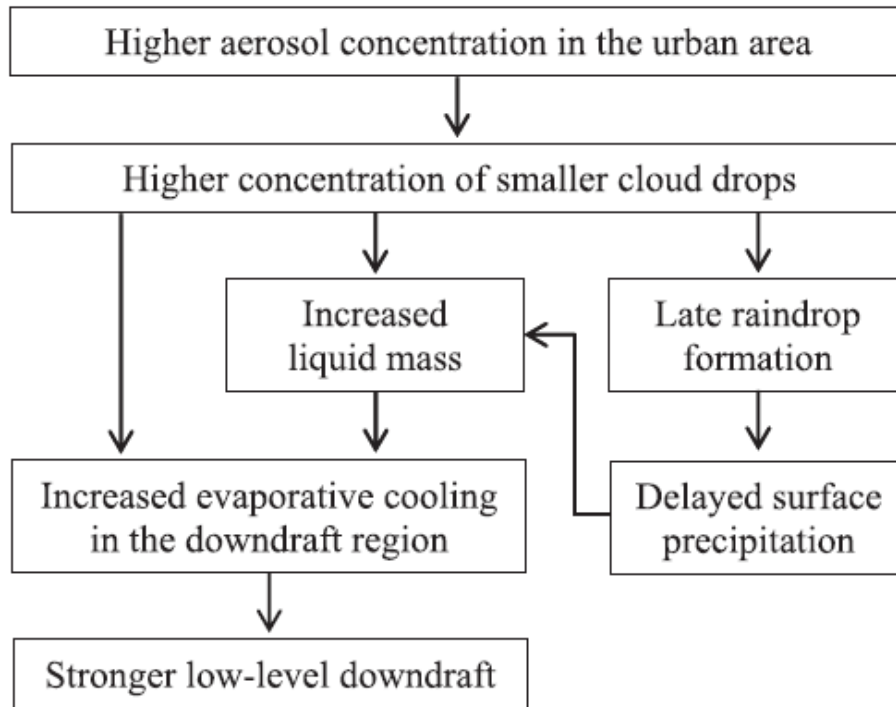 Higher aerosol concentration in the urban area
Higher concentration of smaller cloud drops
Increased
liquid mass
Late raindrop
formation
Increased evaporative cooling
in the downdraft region
Delayed surface
precipitation
Stronger low-level downdraft